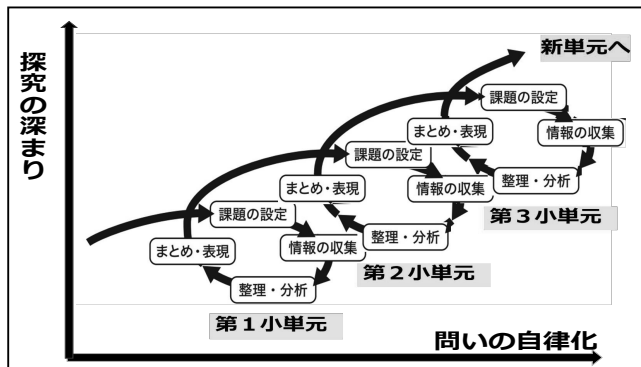 探究の深まり
新単元へ
課題の設定
まとめ・表現
情報の収集
整理・分析
第3小単元
課題の設定
まとめ・表現
情報の収集
整理・分析
第2小単元
課題の設定
まとめ・表現
情報の収集
整理・分析
第1小単元
問いの自律化